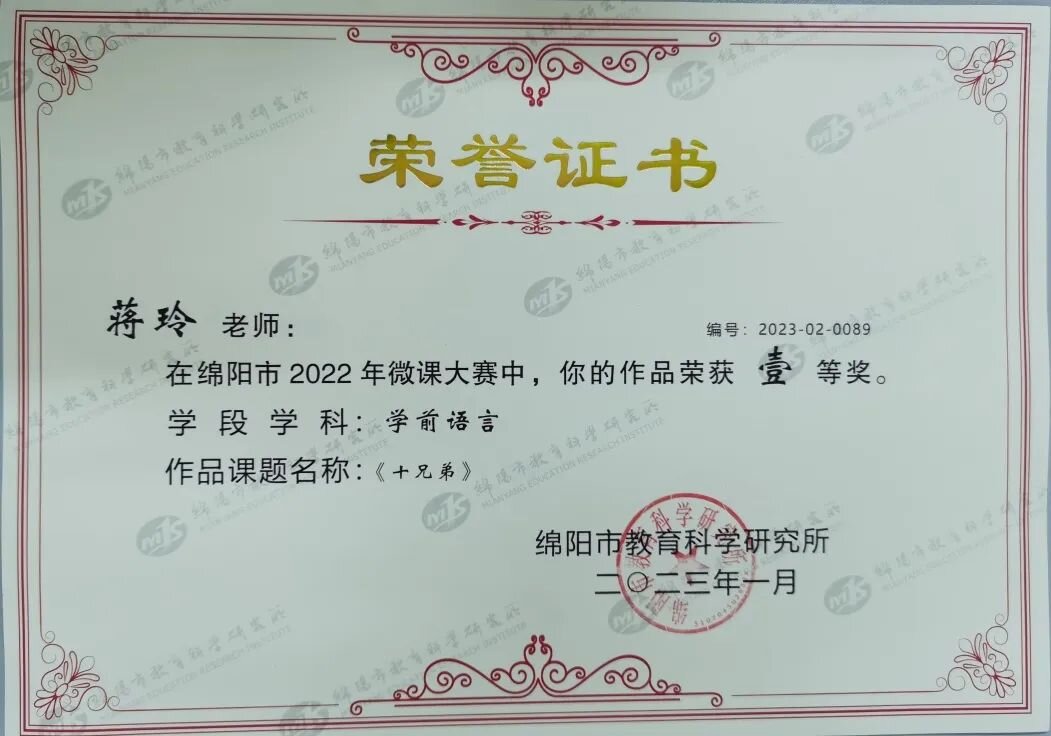 荣誉证书
蒋玲 老师：
编号：2023-02-0089
在绵阳市2022年微课大赛中，你的作品荣获 壹 等奖。
学段学科：学前语言
作品课题名称：《十兄弟》
绵阳市教育科学研究所
二〇二三年一月